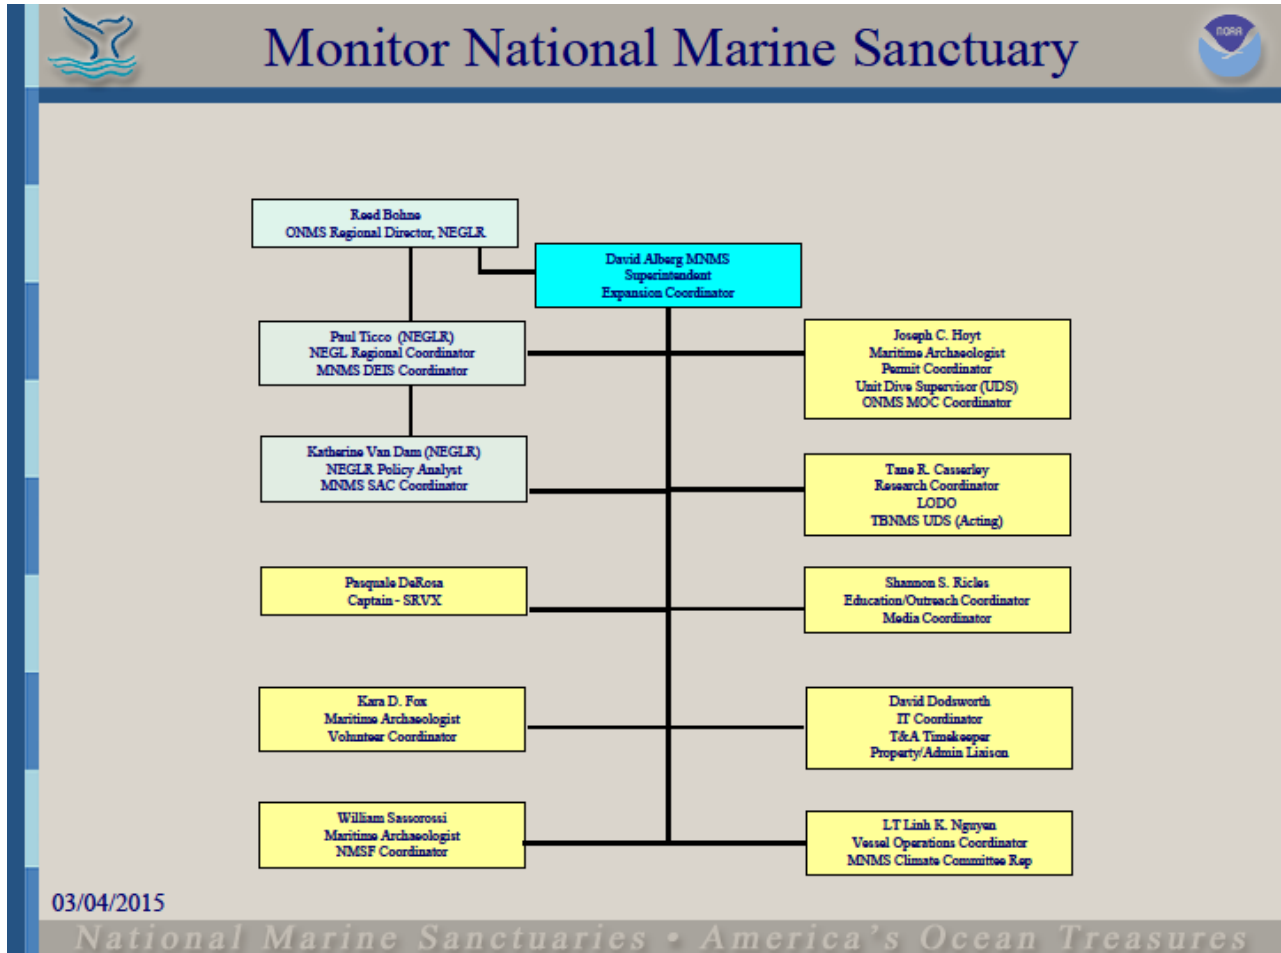 Monitor National Marine Sanctuary
NOAA
Reed Bohne
ONMS Regional Director, NEGLR
David Alberg MNMS
Superintendent
Expansion Coordinator
Paul Ticco (NEGLR)
NEGL Regional Coordinator
MNMS DEIS Coordinator
Joseph C. Hoyt
Maritime Archaeologist
Permit Coordinator
Unit Dive Supervisor (UDS)
ONMS MOC Coordinator
Katherine Van Dam (NEGLR)
NEGLR Policy Analyst
MNMS SAC Coordinator
Tane R. Casserley
Research Coordinator
LODO
TBNMS UDS (Acting)
Pasquale DeRosa
Captain - SRVX
Shannon S. Ricles
Education/Outreach Coordinator
Media Coordinator
Kara D. Fox
Maritime Archaeologist
Volunteer Coordinator
David Dodsworth
IT Coordinator
T&A Timekeeper
Property/Admin Liaison
William Sassorossi
Maritime Archaeologist
NMSF Coordinator
LT Linh K. Nguyen
Vessel Operations Coordinator
MNMS Climate Committee Rep
03/04/2015
National Marine Sanctuaries • America's Ocean Treasures